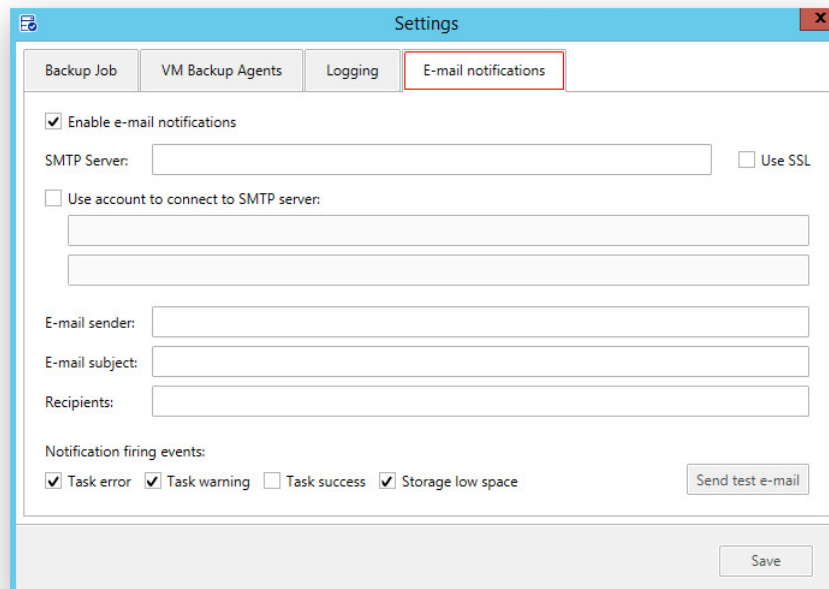 Settings
x
Backup Job VM Backup Agents Logging E-mail notifications
Enable e-mail notifications
SMTP Server: Use SSL
Use account to connect to SMTP server:
E-mail sender:
E-mail subject:
Recipients:
Notification firing events:
Task error Task warning Task success Storage low space Send test e-mail
Save